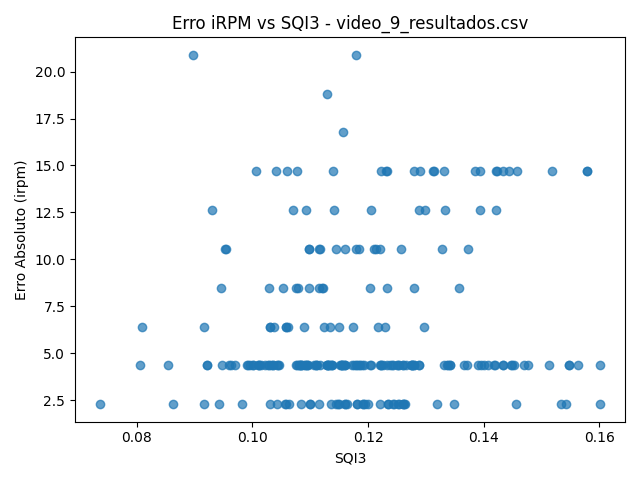 Erro iRPM vs SQI3 - video_9_resultados.csv
Erro Absoluto (irpm)
20.0
17.5
15.0
12.5
10.0
7.5
5.0
2.5
0.08 0.10 0.12 0.14 0.16
SQI3